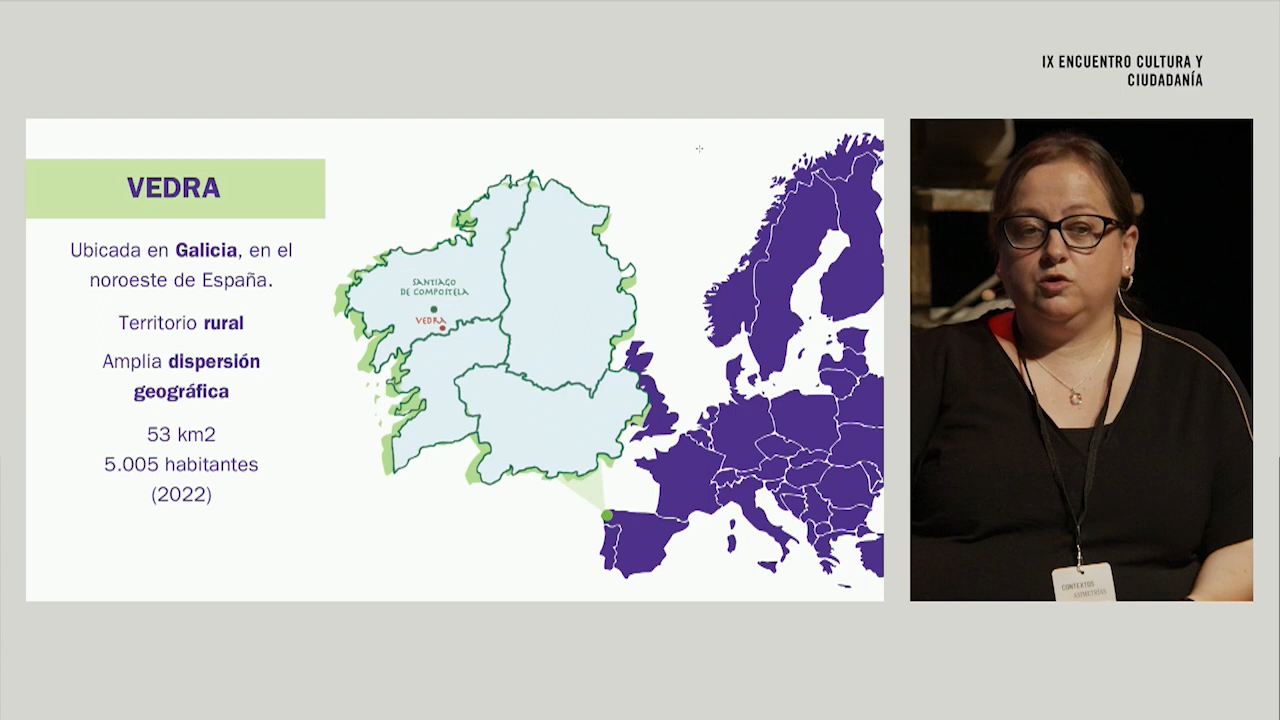 IX ENCUENTRO CULTURA Y
CIUDADANÍA
VEDRA
Ubicada en Galicia, en el
noroeste de España.
Territorio rural
Amplia dispersión
geográfica
53 km2
5.005 habitantes
(2022)
SANTIAGO
DE COMPOSTELA
VEDRA
CONTEXTOS
ASIMETRÍAS